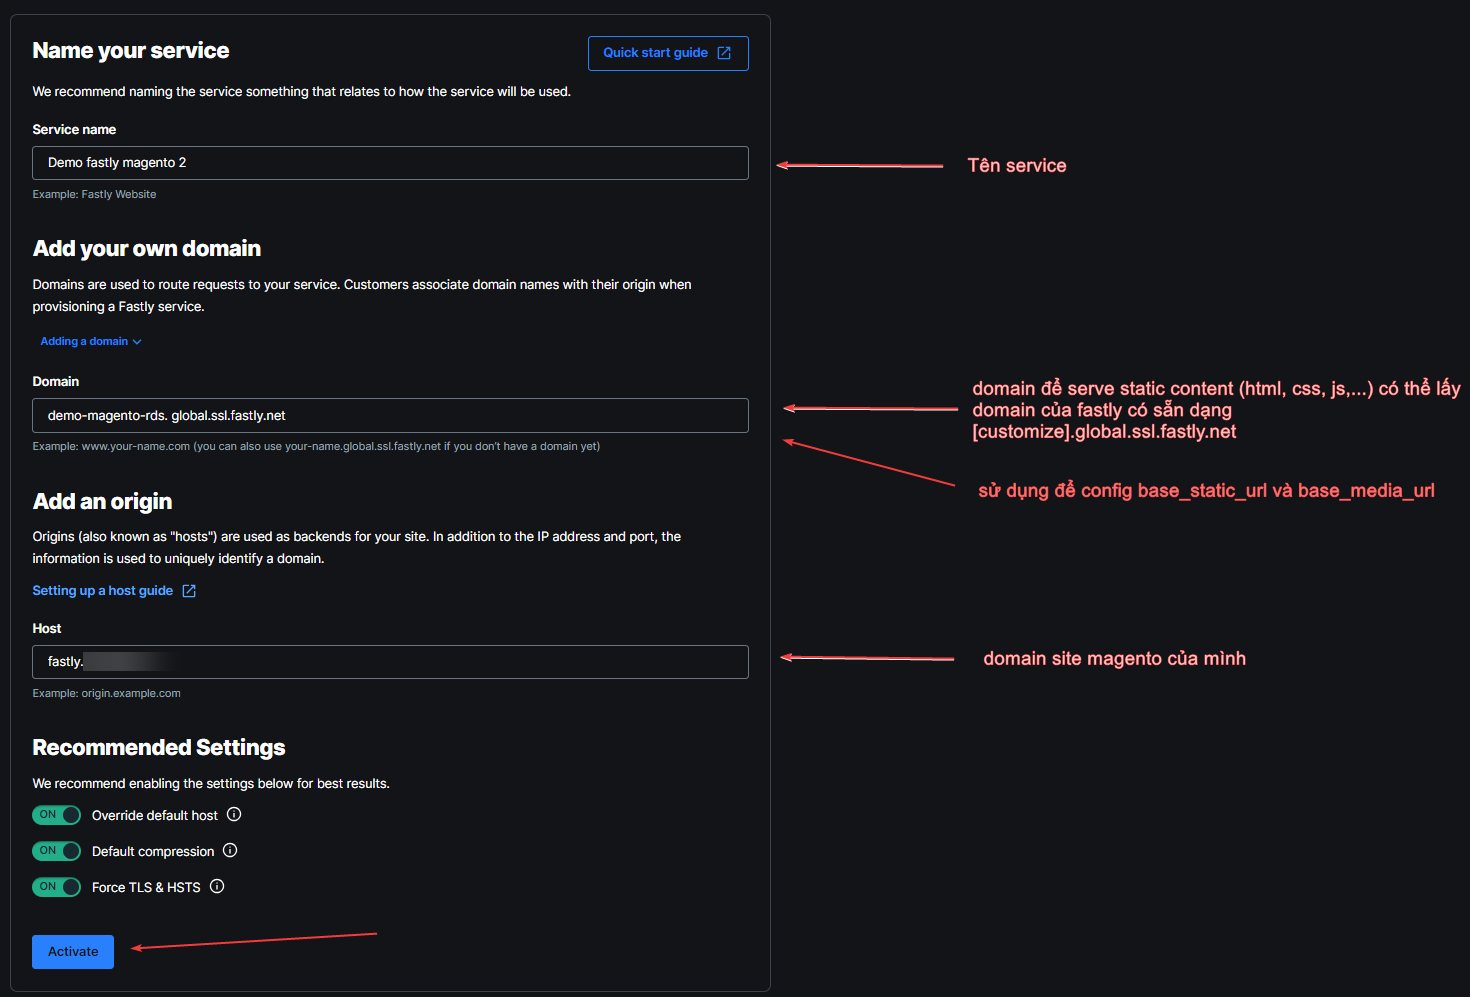 Name your service
Quick start guide
We recommend naming the service something that relates to how the service will be used.
Service name
Demo fastly magento 2
Tên service
Example: Fastly Website
Add your own domain
Domains are used to route requests to your service. Customers associate domain names with their origin when
provisioning a Fastly service.
Adding a domain
Domain
demo-magento-rds. global.ssl.fastly.net
domain để serve static content (html, css, js,...) có thể lấy
domain của fastly có sẵn dạng
[customize].global.ssl.fastly.net
Example: www.your-name.com (you can also use your-name.global.ssl.fastly.net if you don't have a domain yet)
sử dụng để config base_static_url và base_media_url
Add an origin
Origins (also known as "hosts") are used as backends for your site. In addition to the IP address and port, the
information is used to uniquely identify a domain.
Setting up a host guide
Host
fastly.
domain site magento của mình
Example: origin.example.com
Recommended Settings
We recommend enabling the settings below for best results.
ON Override default host
ON Default compression
ON Force TLS & HSTS
Activate